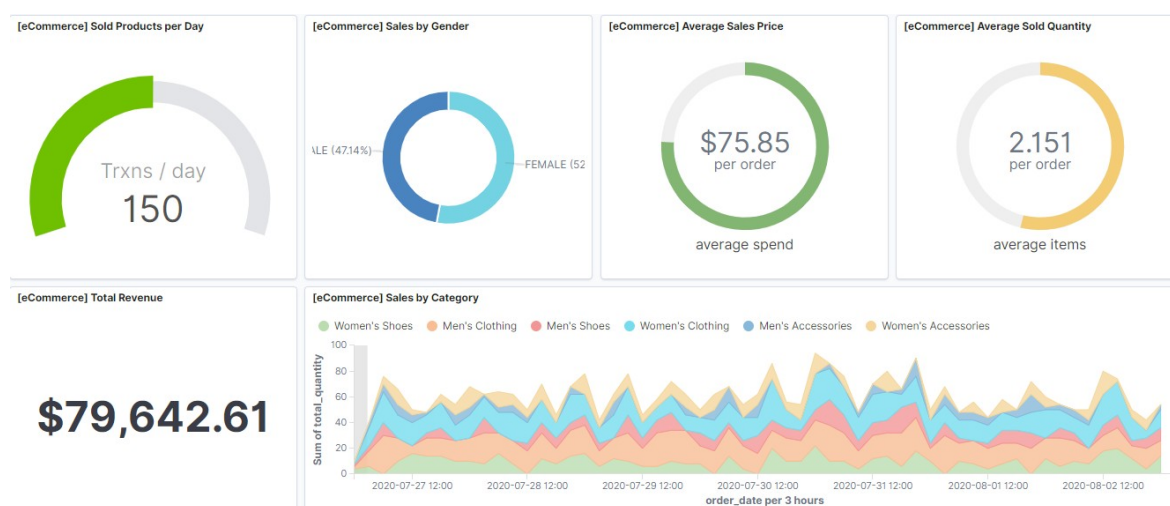 [eCommerce] Sold Products per Day
Trxns / day
150
[eCommerce] Sales by Gender
ALE (47.14%)
FEMALE (52
[eCommerce] Average Sales Price
$75.85
per order
average spend
[eCommerce] Average Sold Quantity
2.151
per order
average items
[eCommerce] Total Revenue
$79,642.61
[eCommerce] Sales by Category
Women's Shoes Men's Clothing Men's Shoes Women's Clothing Men's Accessories Women's Accessories
Sum of total_quantity
100
80
60
40
20
0
2020-07-27 12:00 2020-07-28 12:00 2020-07-29 12:00 2020-07-30 12:00 2020-07-31 12:00 2020-08-01 12:00 2020-08-02 12:00
order_date per 3 hours